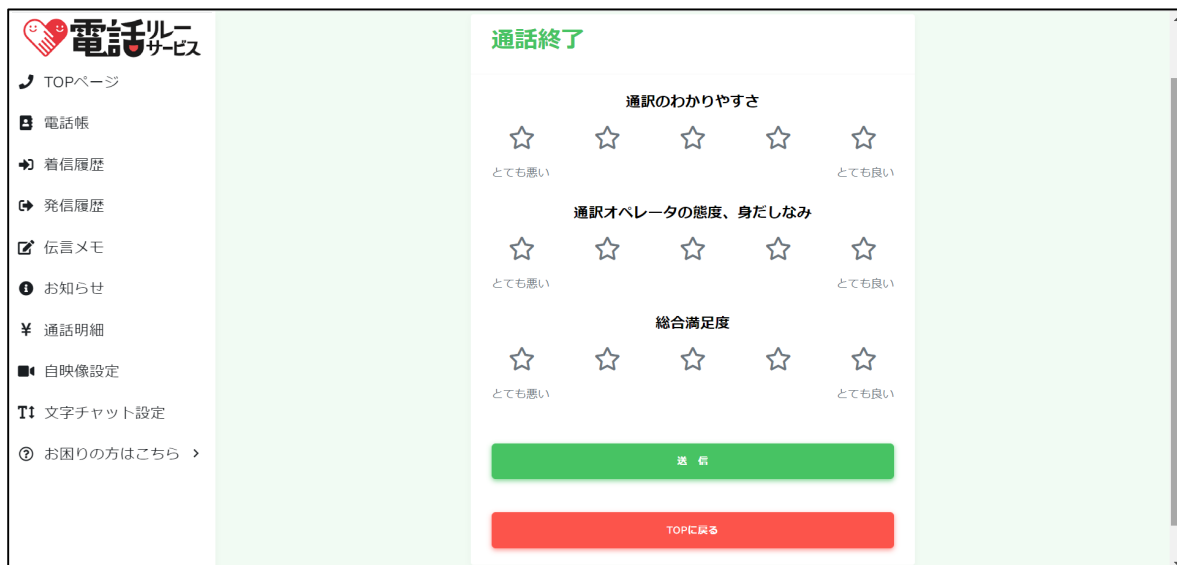 電話リレーサービス
TOPページ
電話帳
着信履歴
発信履歴
伝言メモ
お知らせ
¥ 通話明細
自映像設定
文字チャット設定
お困りの方はこちら
通話終了
通訳のわかりやすさ
とても悪い とても良い
通訳オペレータの態度、身だしなみ
とても悪い とても良い
総合満足度
とても悪い とても良い
送 信
TOPに戻る